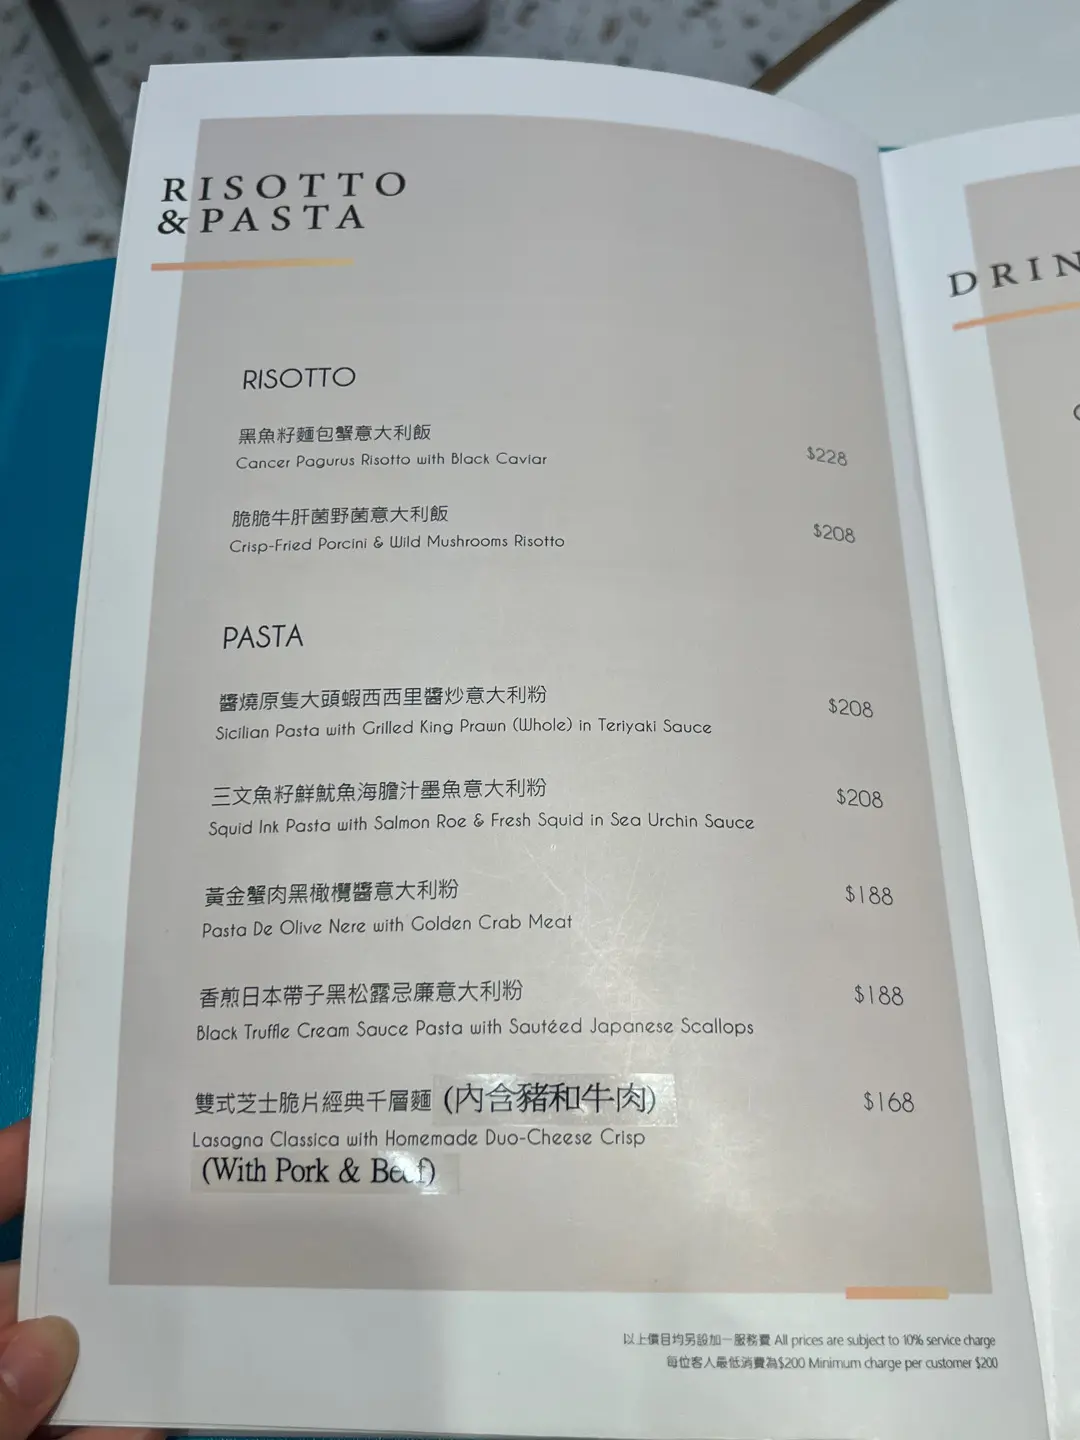 RISOTTO
&PASTA
RISOTTO
黑魚籽麵包蟹意大利飯
Cancer Pagurus Risotto with Black Caviar
$228
脆脆牛肝菌野菌意大利飯
Crisp-Fried Porcini & Wild Mushrooms Risotto
$208
PASTA
醬燒原隻大頭蝦西西里醬炒意大利粉
Sicilian Pasta with Grilled King Prawn (Whole) in Teriyaki Sauce
$208
三文魚籽鮮魷魚海膽汁墨魚意大利粉
Squid Ink Pasta with Salmon Roe & Fresh Squid in Sea Urchin Sauce
$208
黃金蟹肉黑橄欖醬意大利粉
Pasta De Olive Nere with Golden Crab Meat
$188
香煎日本帶子黑松露忌廉意大利粉
Black Truffle Cream Sauce Pasta with Sautéed Japanese Scallops
$188
雙式芝士脆片經典千層麵 (內含豬和牛肉)
Lasagna Classica with Homemade Duo-Cheese Crisp
(With Pork & Beef)
$168
以上價目均另設加一服務費 All prices are subject to 10% service charge
每位客人最低消費為$200 Minimum charge per customer $200
DRIN